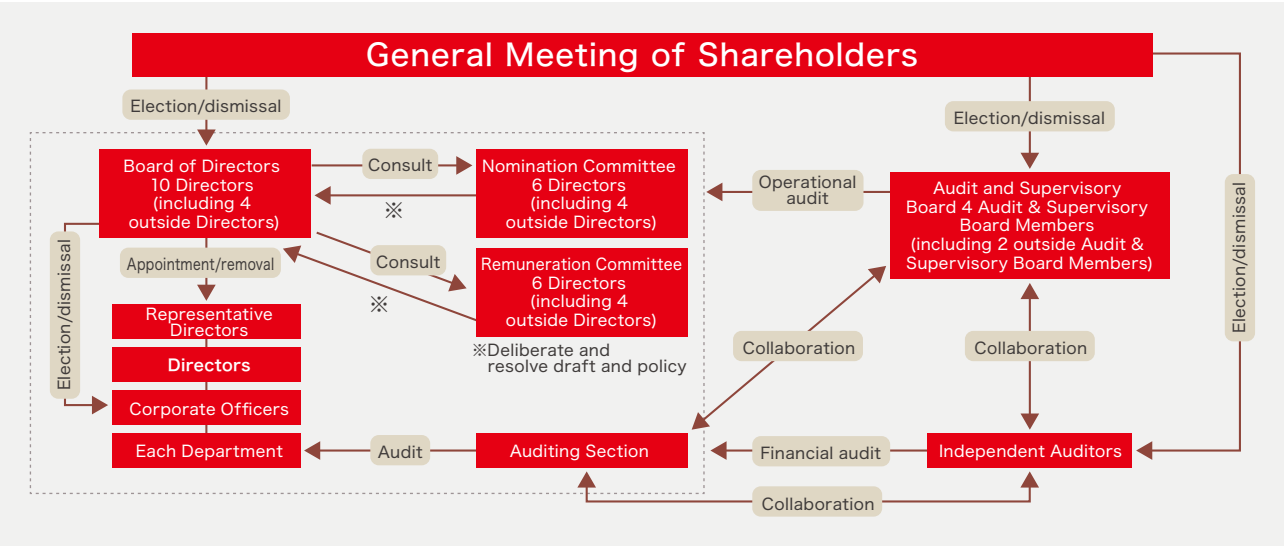 General Meeting of Shareholders
Election/dismissal
Election/dismissal
Board of Directors
10 Directors
(including 4
outside Directors)
Consult
※
Nomination Committee
6 Directors
(including 4
outside Directors)
Operational
audit
Audit and Supervisory
Board 4 Audit & Supervisory
Board Members
(including 2 outside Audit &
Supervisory Board Members)
Election/dismissal
Election/dismissal
Appointment/removal
Consult
※
Remuneration Committee
6 Directors
(including 4
outside Directors)
※Deliberate and
resolve draft and policy
Representative
Directors
Directors
Corporate Officers
Each Department
Collaboration
Collaboration
Audit
Auditing Section
Financial audit
Independent Auditors
Collaboration